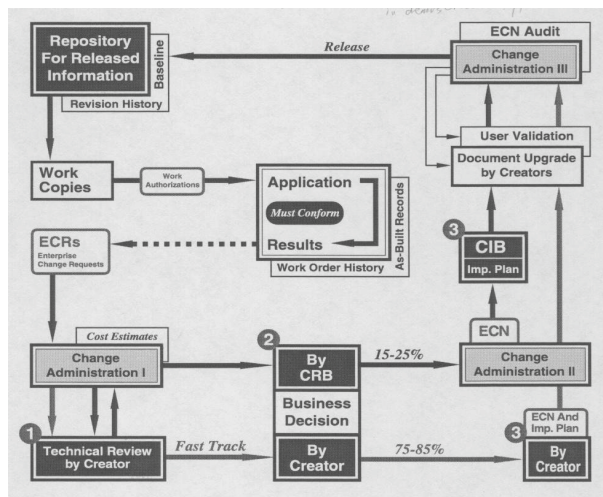 ECN Audit
Change
Administration III
Release
Repository
For Released
Information
Baseline
Revision History
User Validation
Document Upgrade
by Creators
Work
Copies
Work
Authorizations
Application
Must Conform
Results
As-Built Records
Work Order History
ECRs
Enterprise
Change Requests
3
CIB
Imp. Plan
ECN
Cost Estimates
Change
Administration I
2
By
CRB
15-25%
Change
Administration II
Business
Decision
ECN And
Imp. Plan
1
Technical Review
by Creator
Fast Track
By
Creator
75-85%
3
By
Creator